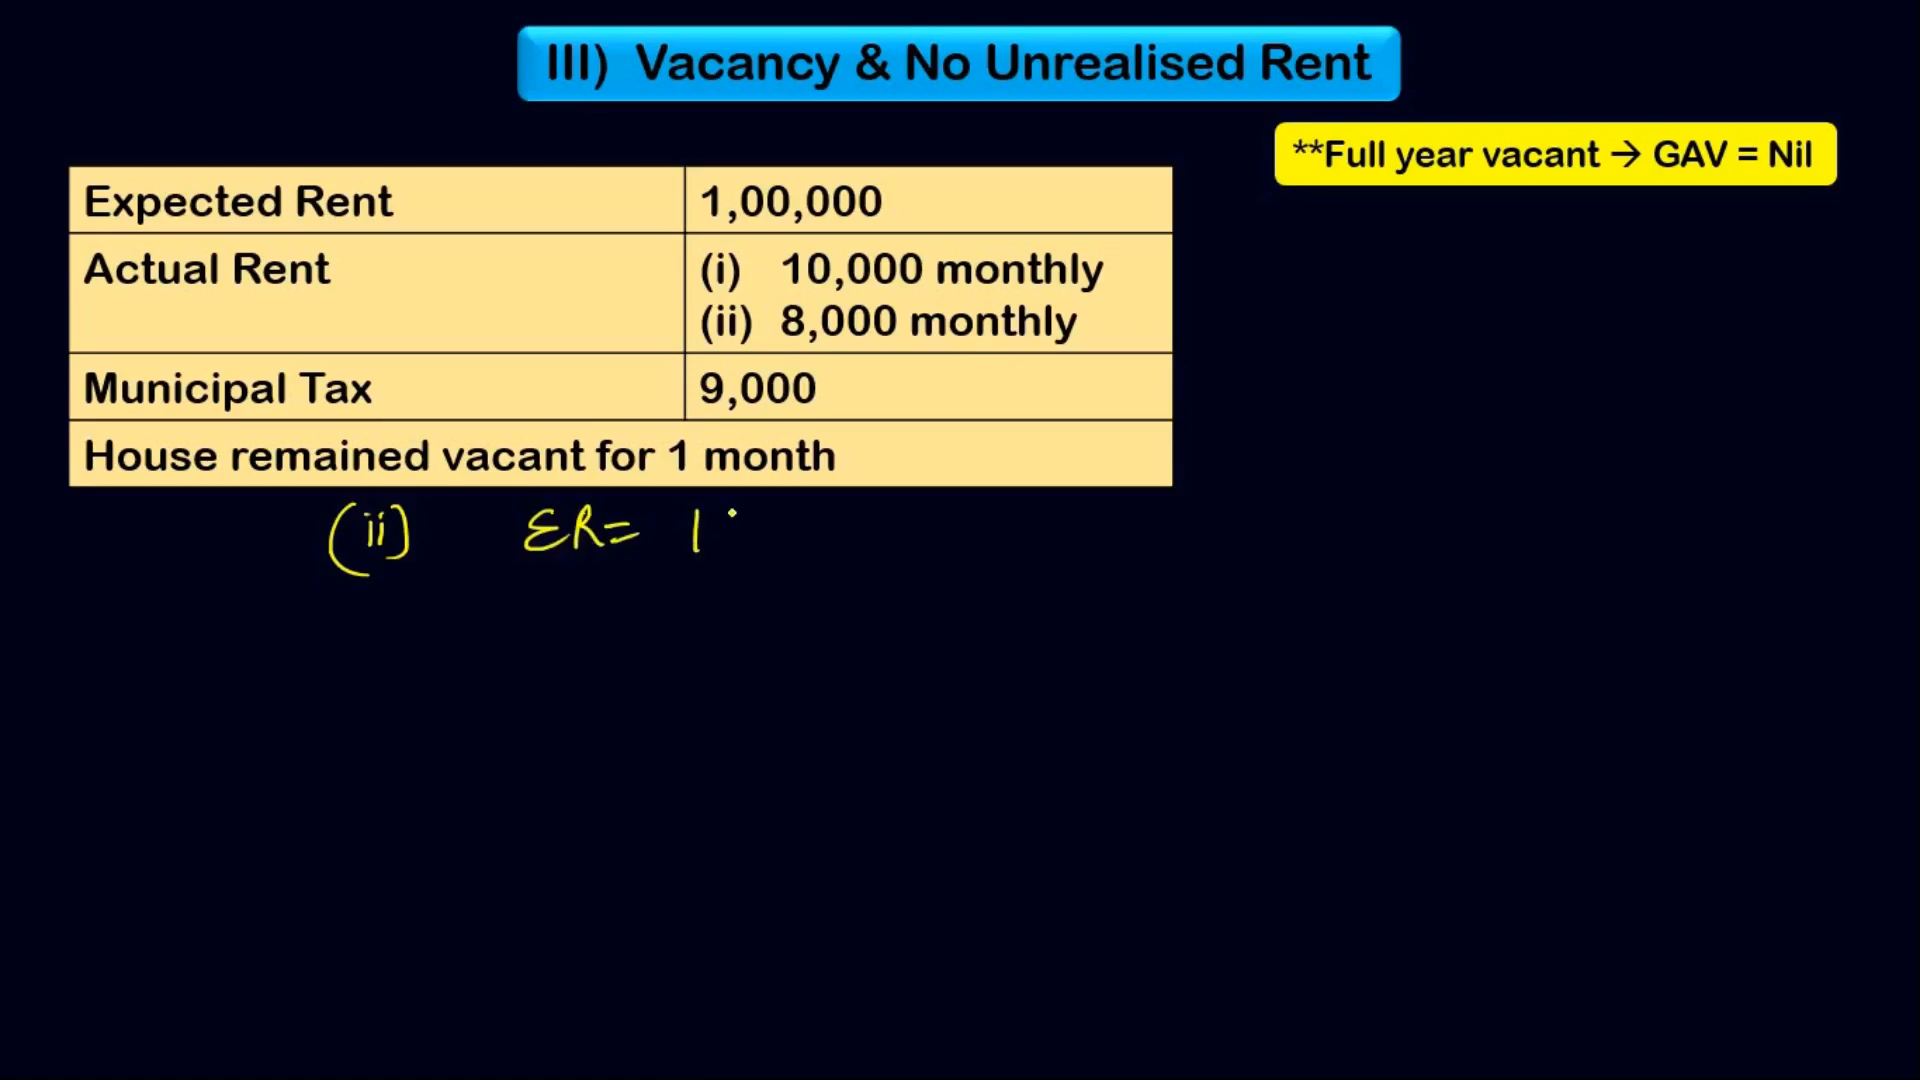 III) Vacancy & No Unrealised Rent
**Full year vacant → GAV = Nil
Expected Rent 1,00,000
Actual Rent (i) 10,000 monthly
(ii) 8,000 monthly
Municipal Tax 9,000
House remained vacant for 1 month
(ii) ER= 1